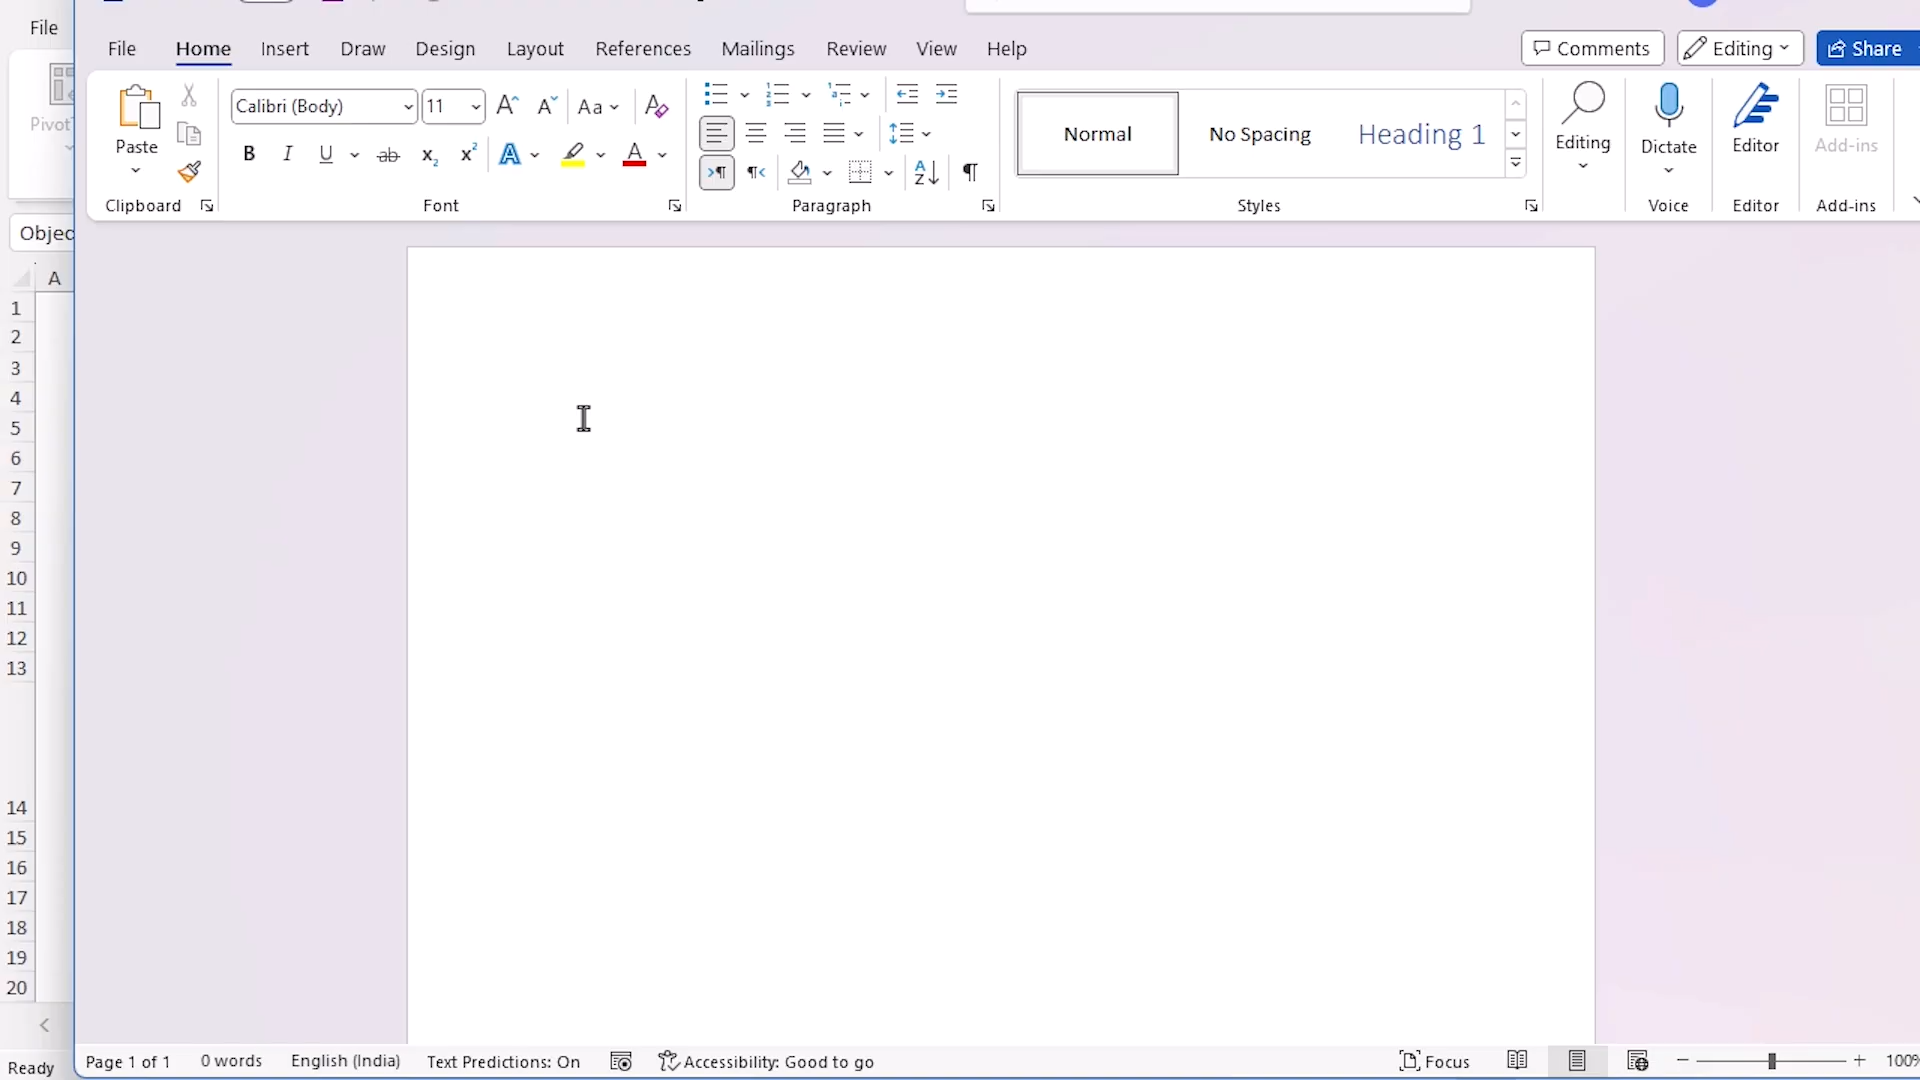 File
Home
Insert
Draw
Design
Layout
References
Mailings
Review
View
Help
Comments
Editing
Share
File
Paste
Calibri (Body)
11
Aa
Normal
No Spacing
Heading 1
Editing
Dictate
Editor
Add-ins
Clipboard
Font
Paragraph
Styles
Voice
Editor
Add-ins
A
1
2
3
4
5
6
7
8
9
10
11
12
13
14
15
16
17
18
19
20
Page 1 of 1
0 words
English (India)
Text Predictions: On
Accessibility: Good to go
Focus
100%
Ready